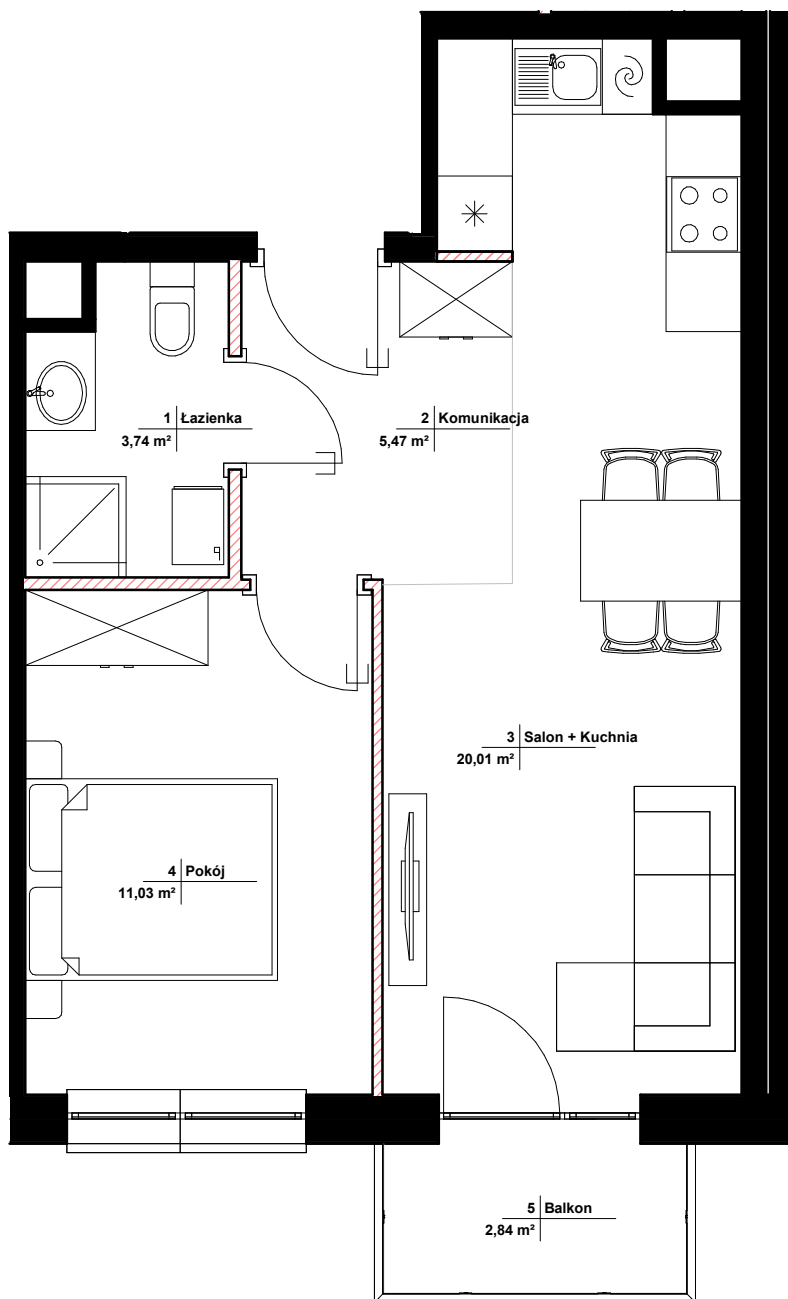 1 Łazienka
3,74 m²
2 Komunikacja
5,47 m²
3 Salon + Kuchnia
20,01 m²
4 Pokój
11,03 m²
5 Balkon
2,84 m²